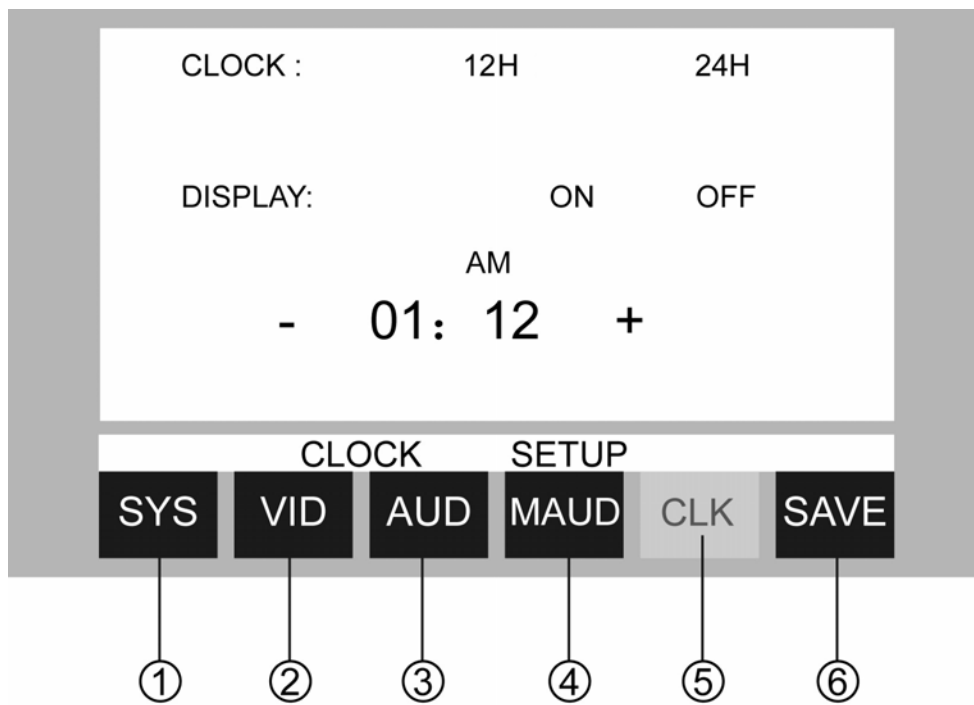 CLOCK : 12H 24H
DISPLAY: ON OFF
AM
- 01: 12 +
CLOCK SETUP
SYS VID AUD MAUD CLK SAVE
① ② ③ ④ ⑤ ⑥